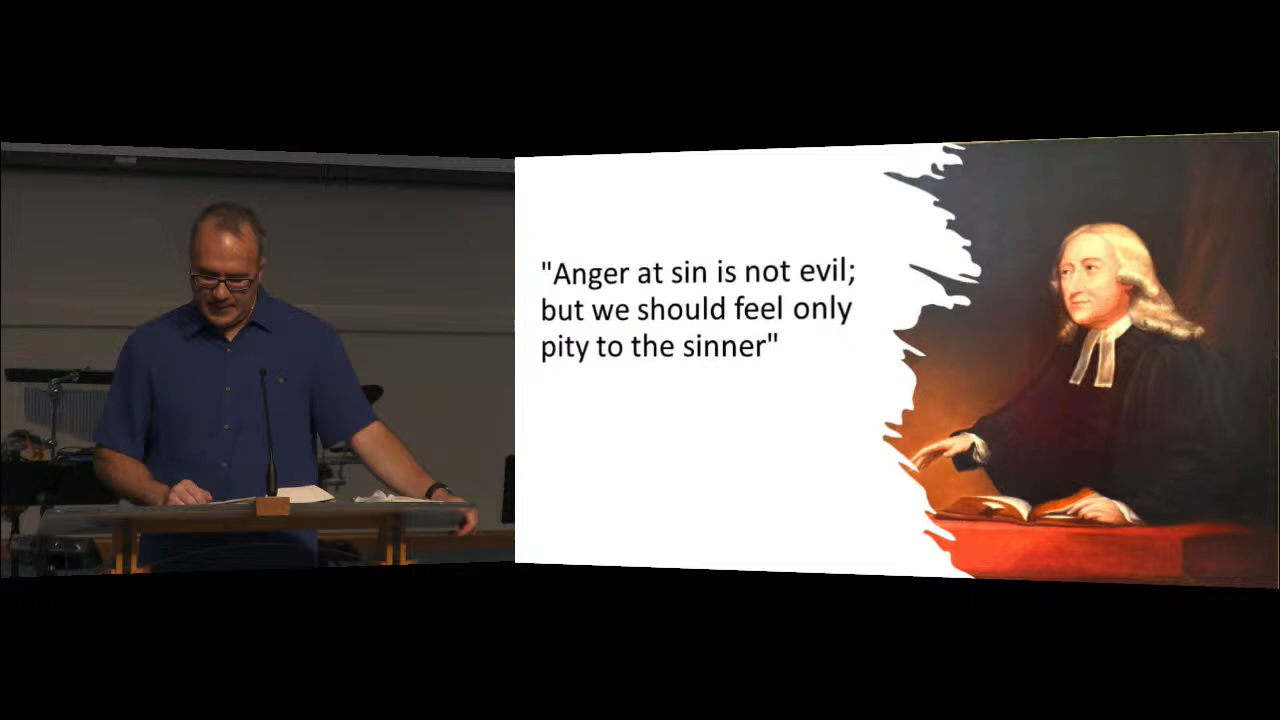 "Anger at sin is not evil;
but we should feel only
pity to the sinner"